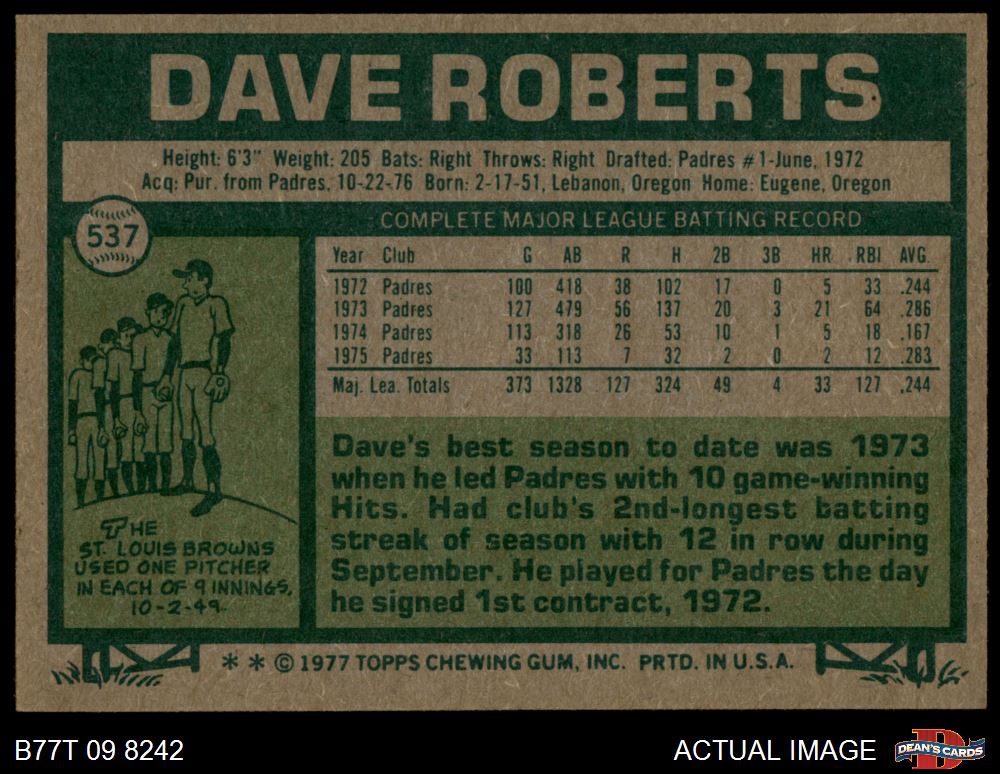 DAVE ROBERTS
Height: 6'3" Weight: 205 Bats: Right Throws: Right Drafted: Padres #1-June, 1972
Acq: Pur. from Padres, 10-22-76 Born: 2-17-51, Lebanon, Oregon Home: Eugene, Oregon
537
COMPLETE MAJOR LEAGUE BATTING RECORD
Year Club G AB R H 2B 3B HR RBI AVG.
1972 Padres 100 418 38 102 17 0 5 33 .244
1973 Padres 127 479 56 137 20 3 21 64 .286
1974 Padres 113 318 26 53 10 1 5 18 .167
1975 Padres 33 113 7 32 2 0 2 12 .283
Maj. Lea. Totals 373 1328 127 324 49 4 33 127 .244
THE
ST. LOUIS BROWNS
USED ONE PITCHER
IN EACH OF 9 INNINGS,
10-2-49.
Dave's best season to date was 1973
when he led Padres with 10 game-winning
Hits. Had club's 2nd-longest batting
streak of season with 12 in row during
September. He played for Padres the day
he signed 1st contract, 1972.
* * © 1977 TOPPS CHEWING GUM, INC. PRTD. IN U.S.A.
B77T 09 8242
ACTUAL IMAGE
D
DEAN'S CARDS